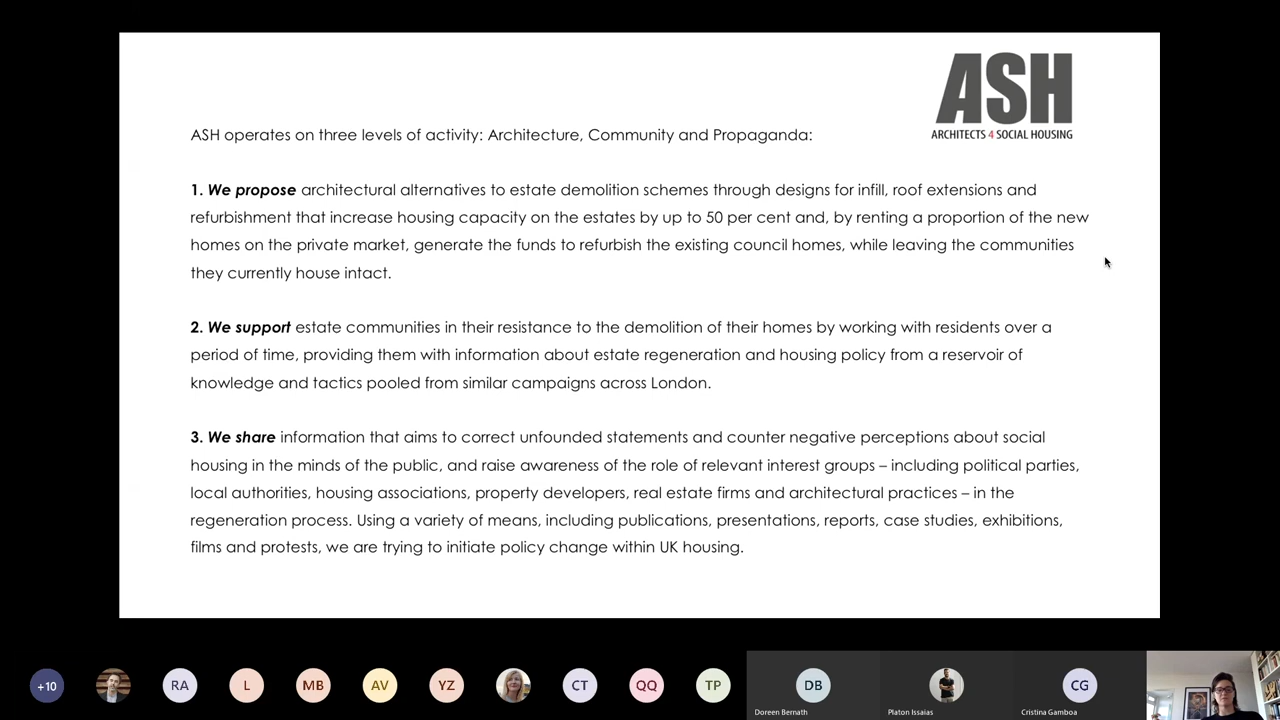 ASH
ARCHITECTS 4 SOCIAL HOUSING
ASH operates on three levels of activity: Architecture, Community and Propaganda:
1. We propose architectural alternatives to estate demolition schemes through designs for infill, roof extensions and
refurbishment that increase housing capacity on the estates by up to 50 per cent and, by renting a proportion of the new
homes on the private market, generate the funds to refurbish the existing council homes, while leaving the communities
they currently house intact.
2. We support estate communities in their resistance to the demolition of their homes by working with residents over a
period of time, providing them with information about estate regeneration and housing policy from a reservoir of
knowledge and tactics pooled from similar campaigns across London.
3. We share information that aims to correct unfounded statements and counter negative perceptions about social
housing in the minds of the public, and raise awareness of the role of relevant interest groups – including political parties,
local authorities, housing associations, property developers, real estate firms and architectural practices – in the
regeneration process. Using a variety of means, including publications, presentations, reports, case studies, exhibitions,
films and protests, we are trying to initiate policy change within UK housing.
+10 RA L MB AV YZ CT QQ TP DB CG
Doreen Bernath Platon Issaias Cristina Gamboa